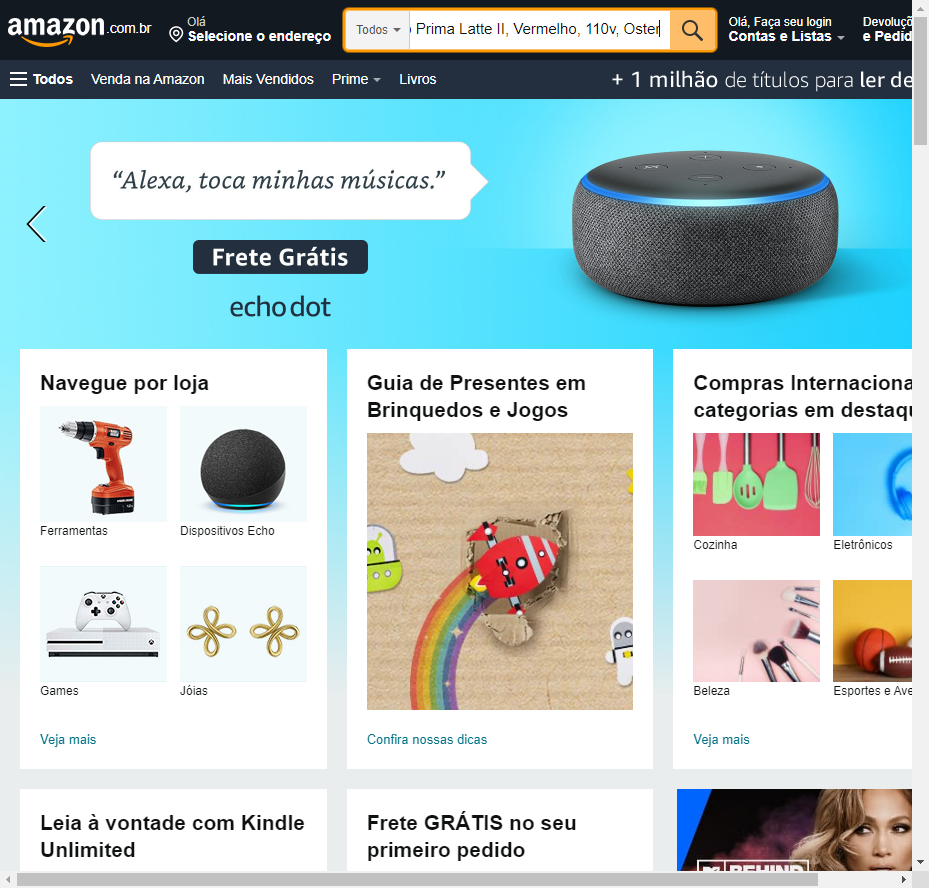 amazon.com.br
Olá
Selecione o endereço
Todos
Prima Latte II, Vermelho, 110v, Oster
Olá, Faça seu login
Contas e Listas
Devoluçõ
e Pedid
Todos
Venda na Amazon
Mais Vendidos
Prime
Livros
+ 1 milhão de títulos para ler de
“Alexa, toca minhas músicas.”
Frete Grátis
echo dot
Navegue por loja
Ferramentas
Dispositivos Echo
Games
Jóias
Veja mais
Guia de Presentes em
Brinquedos e Jogos
Confira nossas dicas
Compras Internaciona
categorias em destaqu
Cozinha
Eletrônicos
Beleza
Esportes e Ave
Veja mais
Leia à vontade com Kindle
Unlimited
Frete GRÁTIS no seu
primeiro pedido
BEHIND